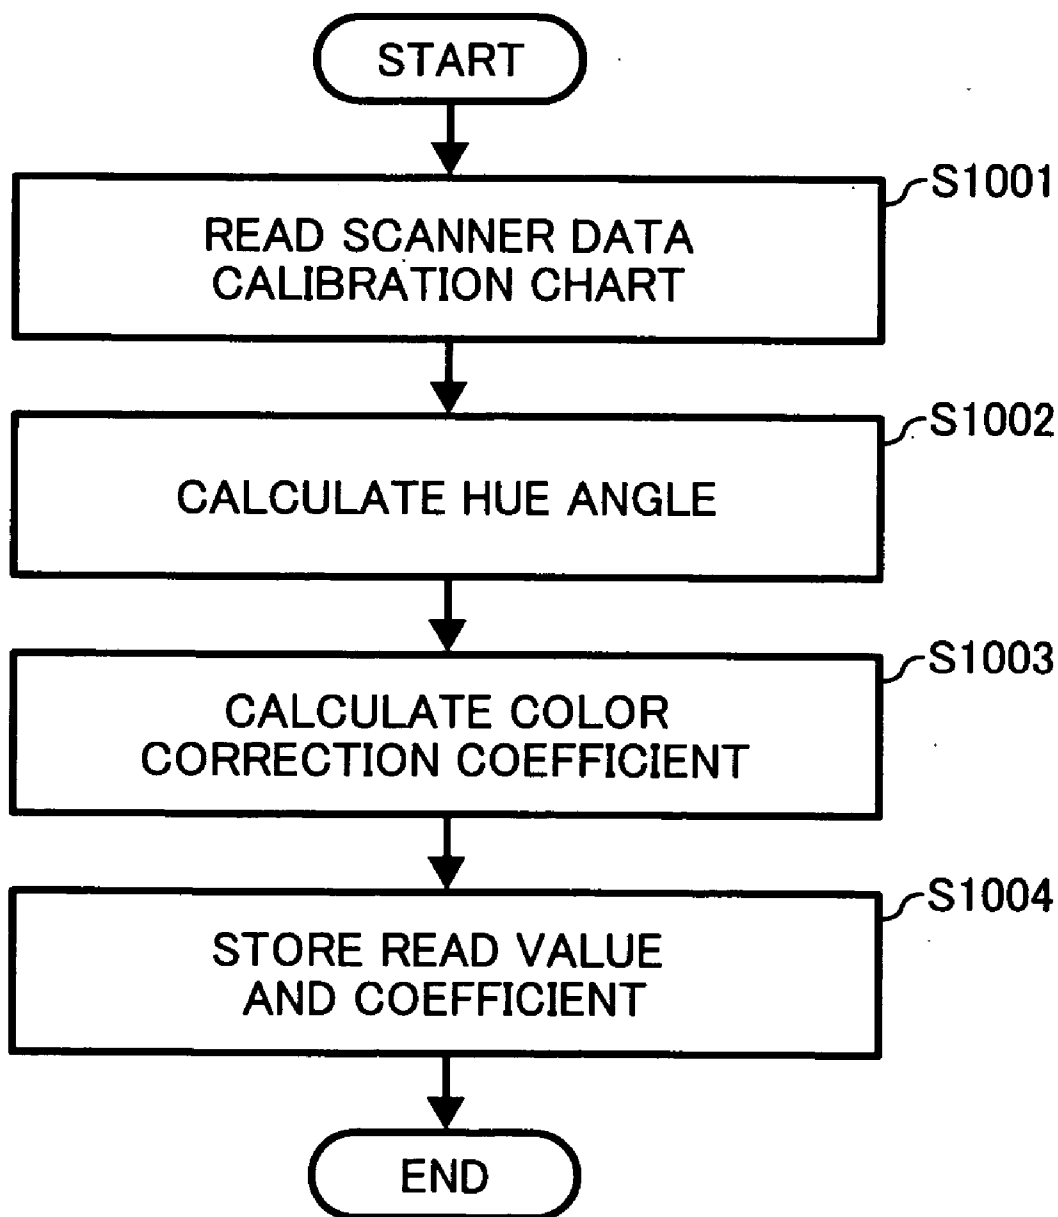 START
S1001
READ SCANNER DATA
CALIBRATION CHART
S1002
CALCULATE HUE ANGLE
S1003
CALCULATE COLOR
CORRECTION COEFFICIENT
S1004
STORE READ VALUE
AND COEFFICIENT
END